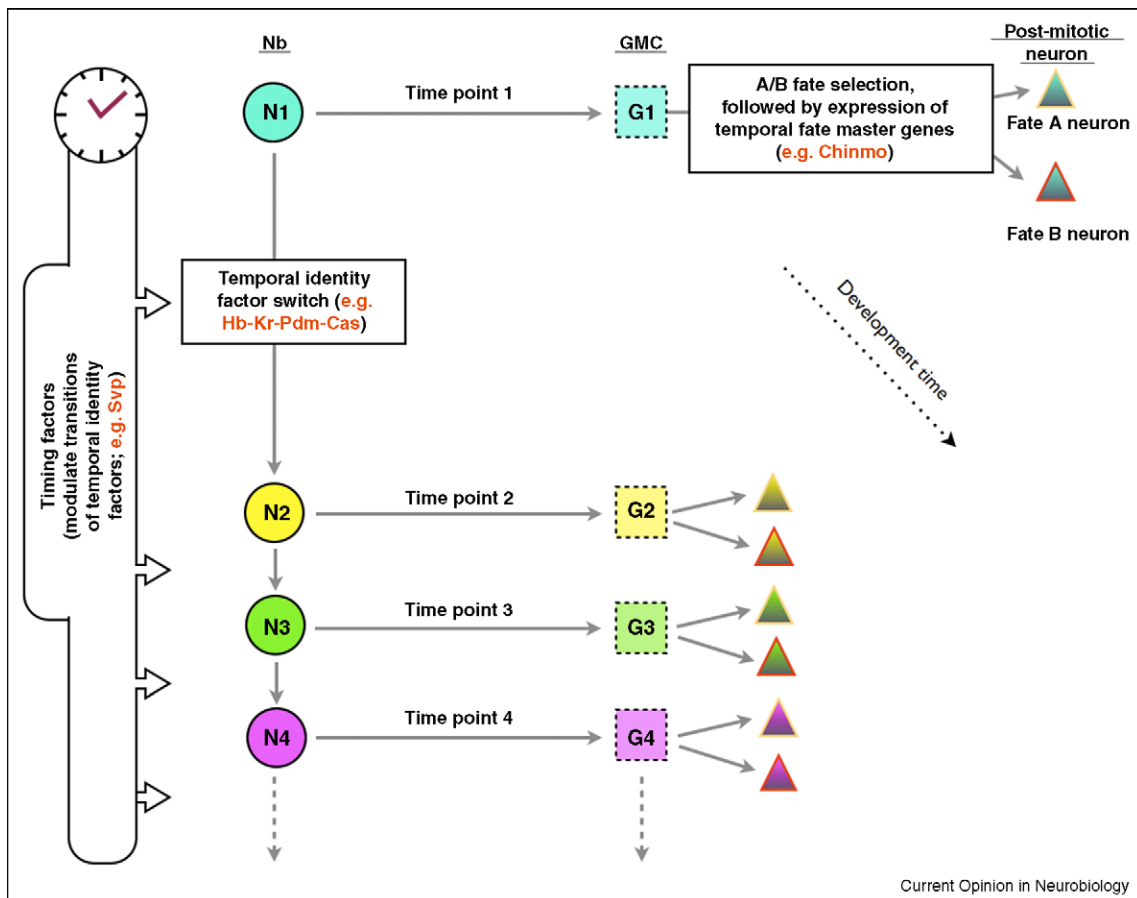 Nb
GMC
Post-mitotic
neuron
N1
Time point 1
G1
A/B fate selection,
followed by expression of
temporal fate master genes
(e.g. Chinmo)
Fate A neuron
Fate B neuron
Temporal identity
factor switch (e.g.
Hb-Kr-Pdm-Cas)
Development time
Timing factors
(modulate transitions
of temporal identity
factors; e.g. Svp)
N2
Time point 2
G2
N3
Time point 3
G3
N4
Time point 4
G4
Current Opinion in Neurobiology